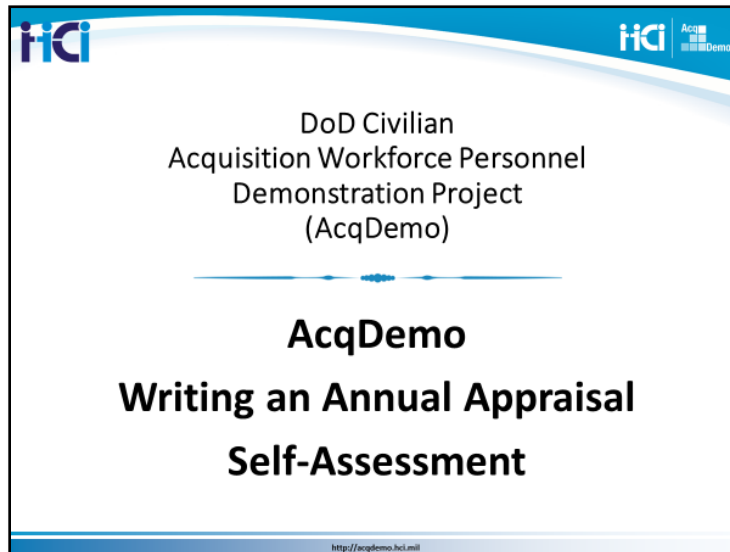 HCi
HCi Acq Demo
DoD Civilian
Acquisition Workforce Personnel
Demonstration Project
(AcqDemo)
AcqDemo
Writing an Annual Appraisal
Self-Assessment
http://acqdemo.hci.mil